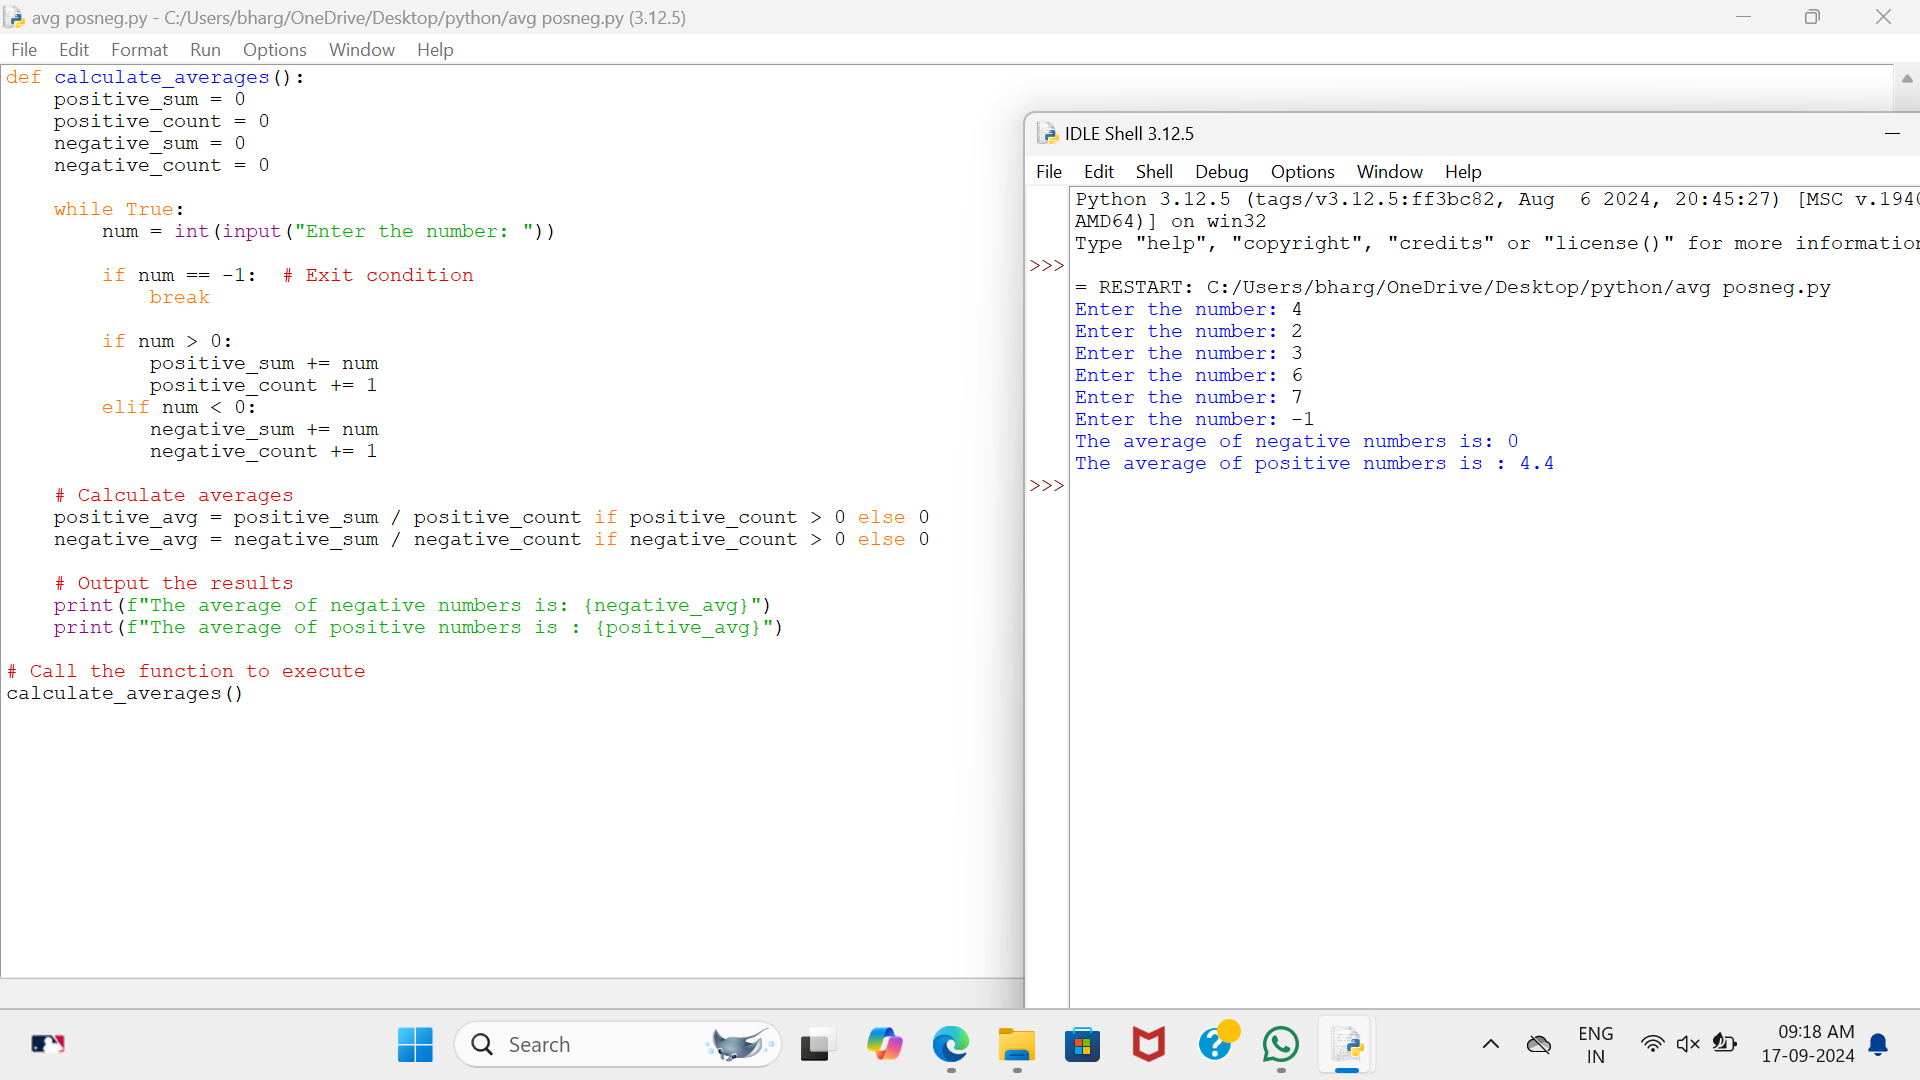 avg posneg.py - C:/Users/bharg/OneDrive/Desktop/python/avg posneg.py (3.12.5)
File Edit Format Run Options Window Help
def calculate_averages():
    positive_sum = 0
    positive_count = 0
    negative_sum = 0
    negative_count = 0

    while True:
        num = int(input("Enter the number: "))

        if num == -1:  # Exit condition
            break

        if num > 0:
            positive_sum += num
            positive_count += 1
        elif num < 0:
            negative_sum += num
            negative_count += 1

    # Calculate averages
    positive_avg = positive_sum / positive_count if positive_count > 0 else 0
    negative_avg = negative_sum / negative_count if negative_count > 0 else 0

    # Output the results
    print(f"The average of negative numbers is: {negative_avg}")
    print(f"The average of positive numbers is : {positive_avg}")

# Call the function to execute
calculate_averages()
IDLE Shell 3.12.5
File Edit Shell Debug Options Window Help
Python 3.12.5 (tags/v3.12.5:ff3bc82, Aug  6 2024, 20:45:27) [MSC v.194
AMD64)] on win32
Type "help", "copyright", "credits" or "license()" for more information
>>>
= RESTART: C:/Users/bharg/OneDrive/Desktop/python/avg posneg.py
Enter the number: 4
Enter the number: 2
Enter the number: 3
Enter the number: 6
Enter the number: 7
Enter the number: -1
The average of negative numbers is: 0
The average of positive numbers is : 4.4
>>>
Search
ENG
IN
09:18 AM
17-09-2024